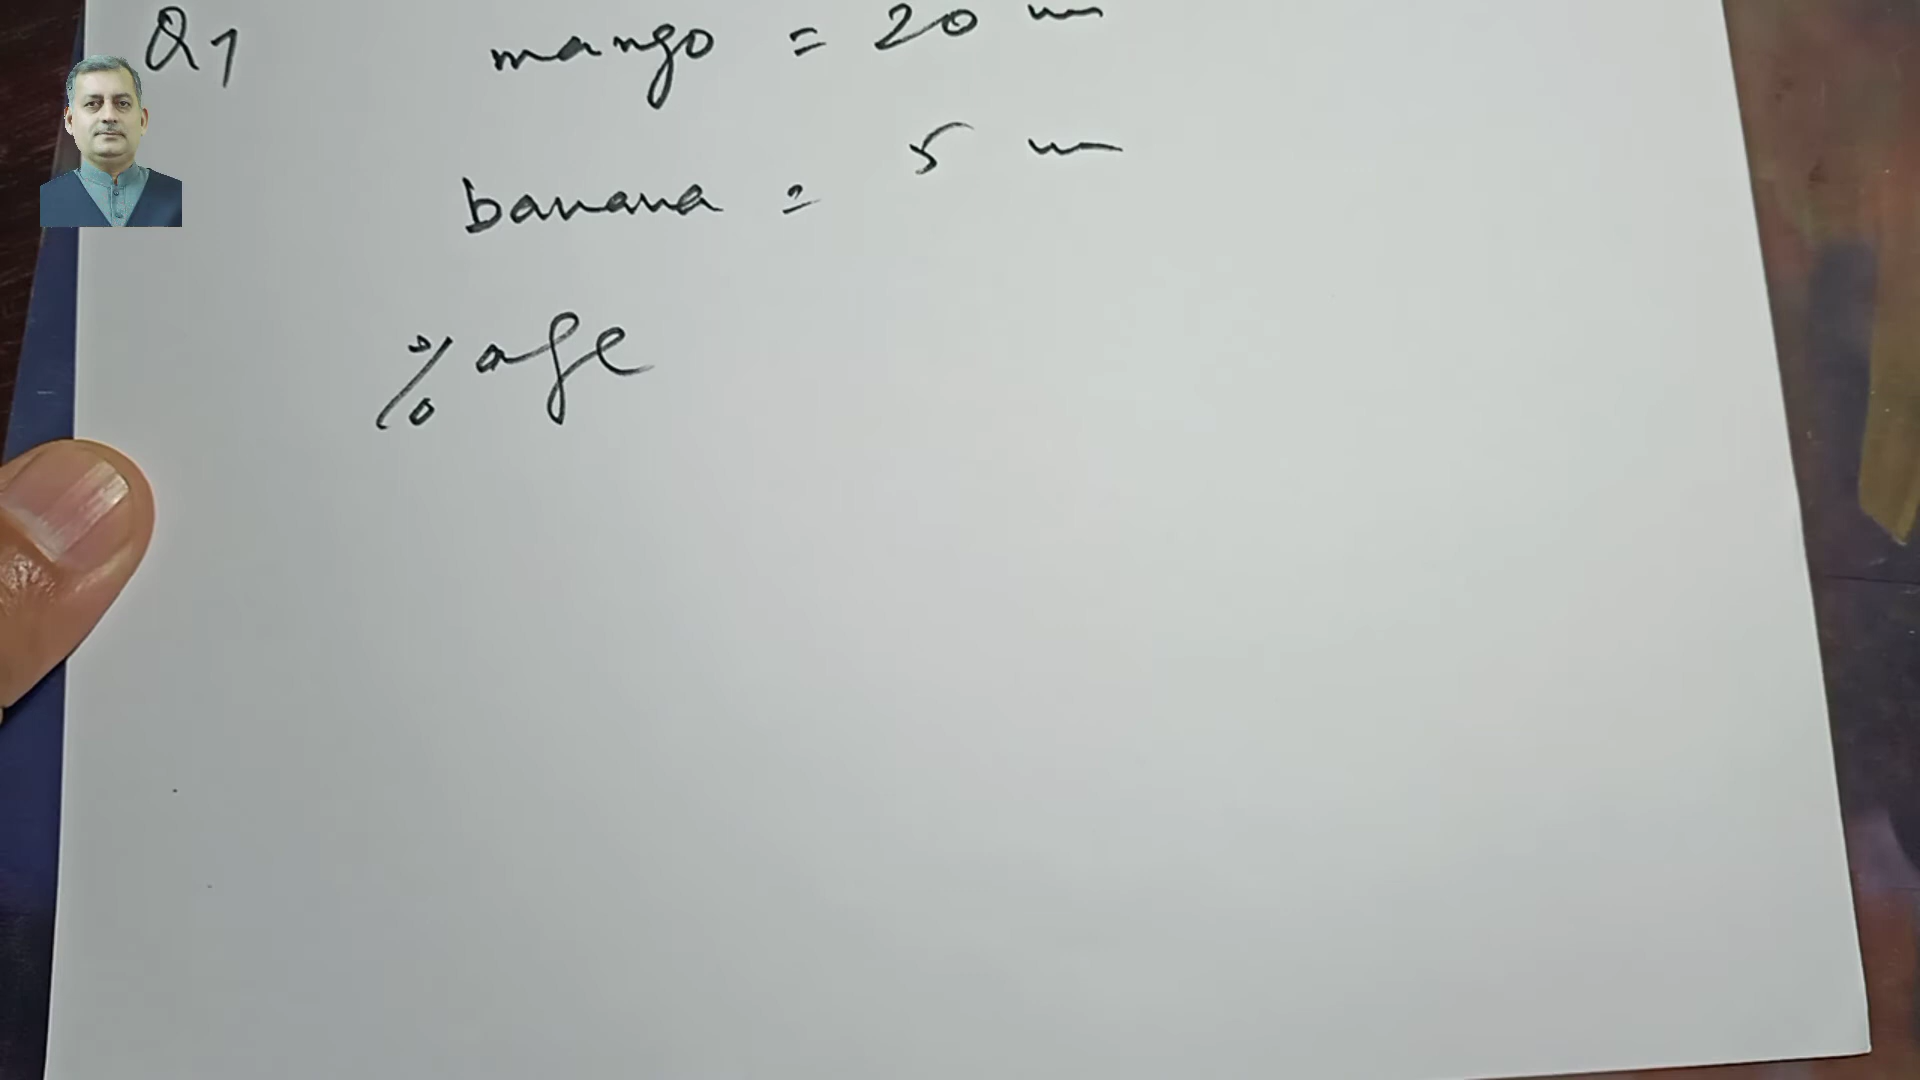 Q1 mango = 20
banana = 5
%age